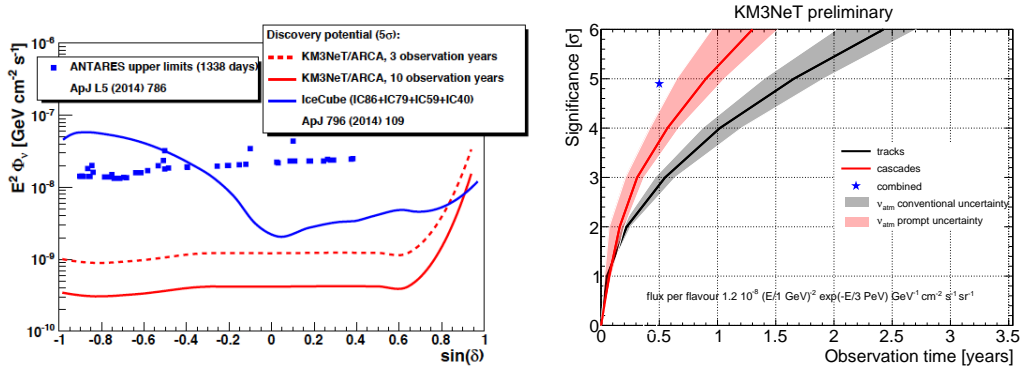 E² Φν [GeV cm⁻² s⁻¹]
10⁻⁶
10⁻⁷
10⁻⁸
10⁻⁹
10⁻¹⁰
ANTARES upper limits (1338 days)
ApJ L5 (2014) 786
Discovery potential (5σ):
KM3NeT/ARCA, 3 observation years
KM3NeT/ARCA, 10 observation years
IceCube (IC86+IC79+IC59+IC40)
ApJ 796 (2014) 109
-1 -0.8 -0.6 -0.4 -0.2 0 0.2 0.4 0.6 0.8 1
sin(δ)
KM3NeT preliminary
Significance [σ]
6
5
4
3
2
1
0
tracks
cascades
combined
νatm conventional uncertainty
νatm prompt uncertainty
flux per flavour 1.2 10⁻⁸ (E/1 GeV)⁻² exp(-E/3 PeV) GeV⁻¹ cm⁻² s⁻¹ sr⁻¹
0 0.5 1 1.5 2 2.5 3 3.5
Observation time [years]